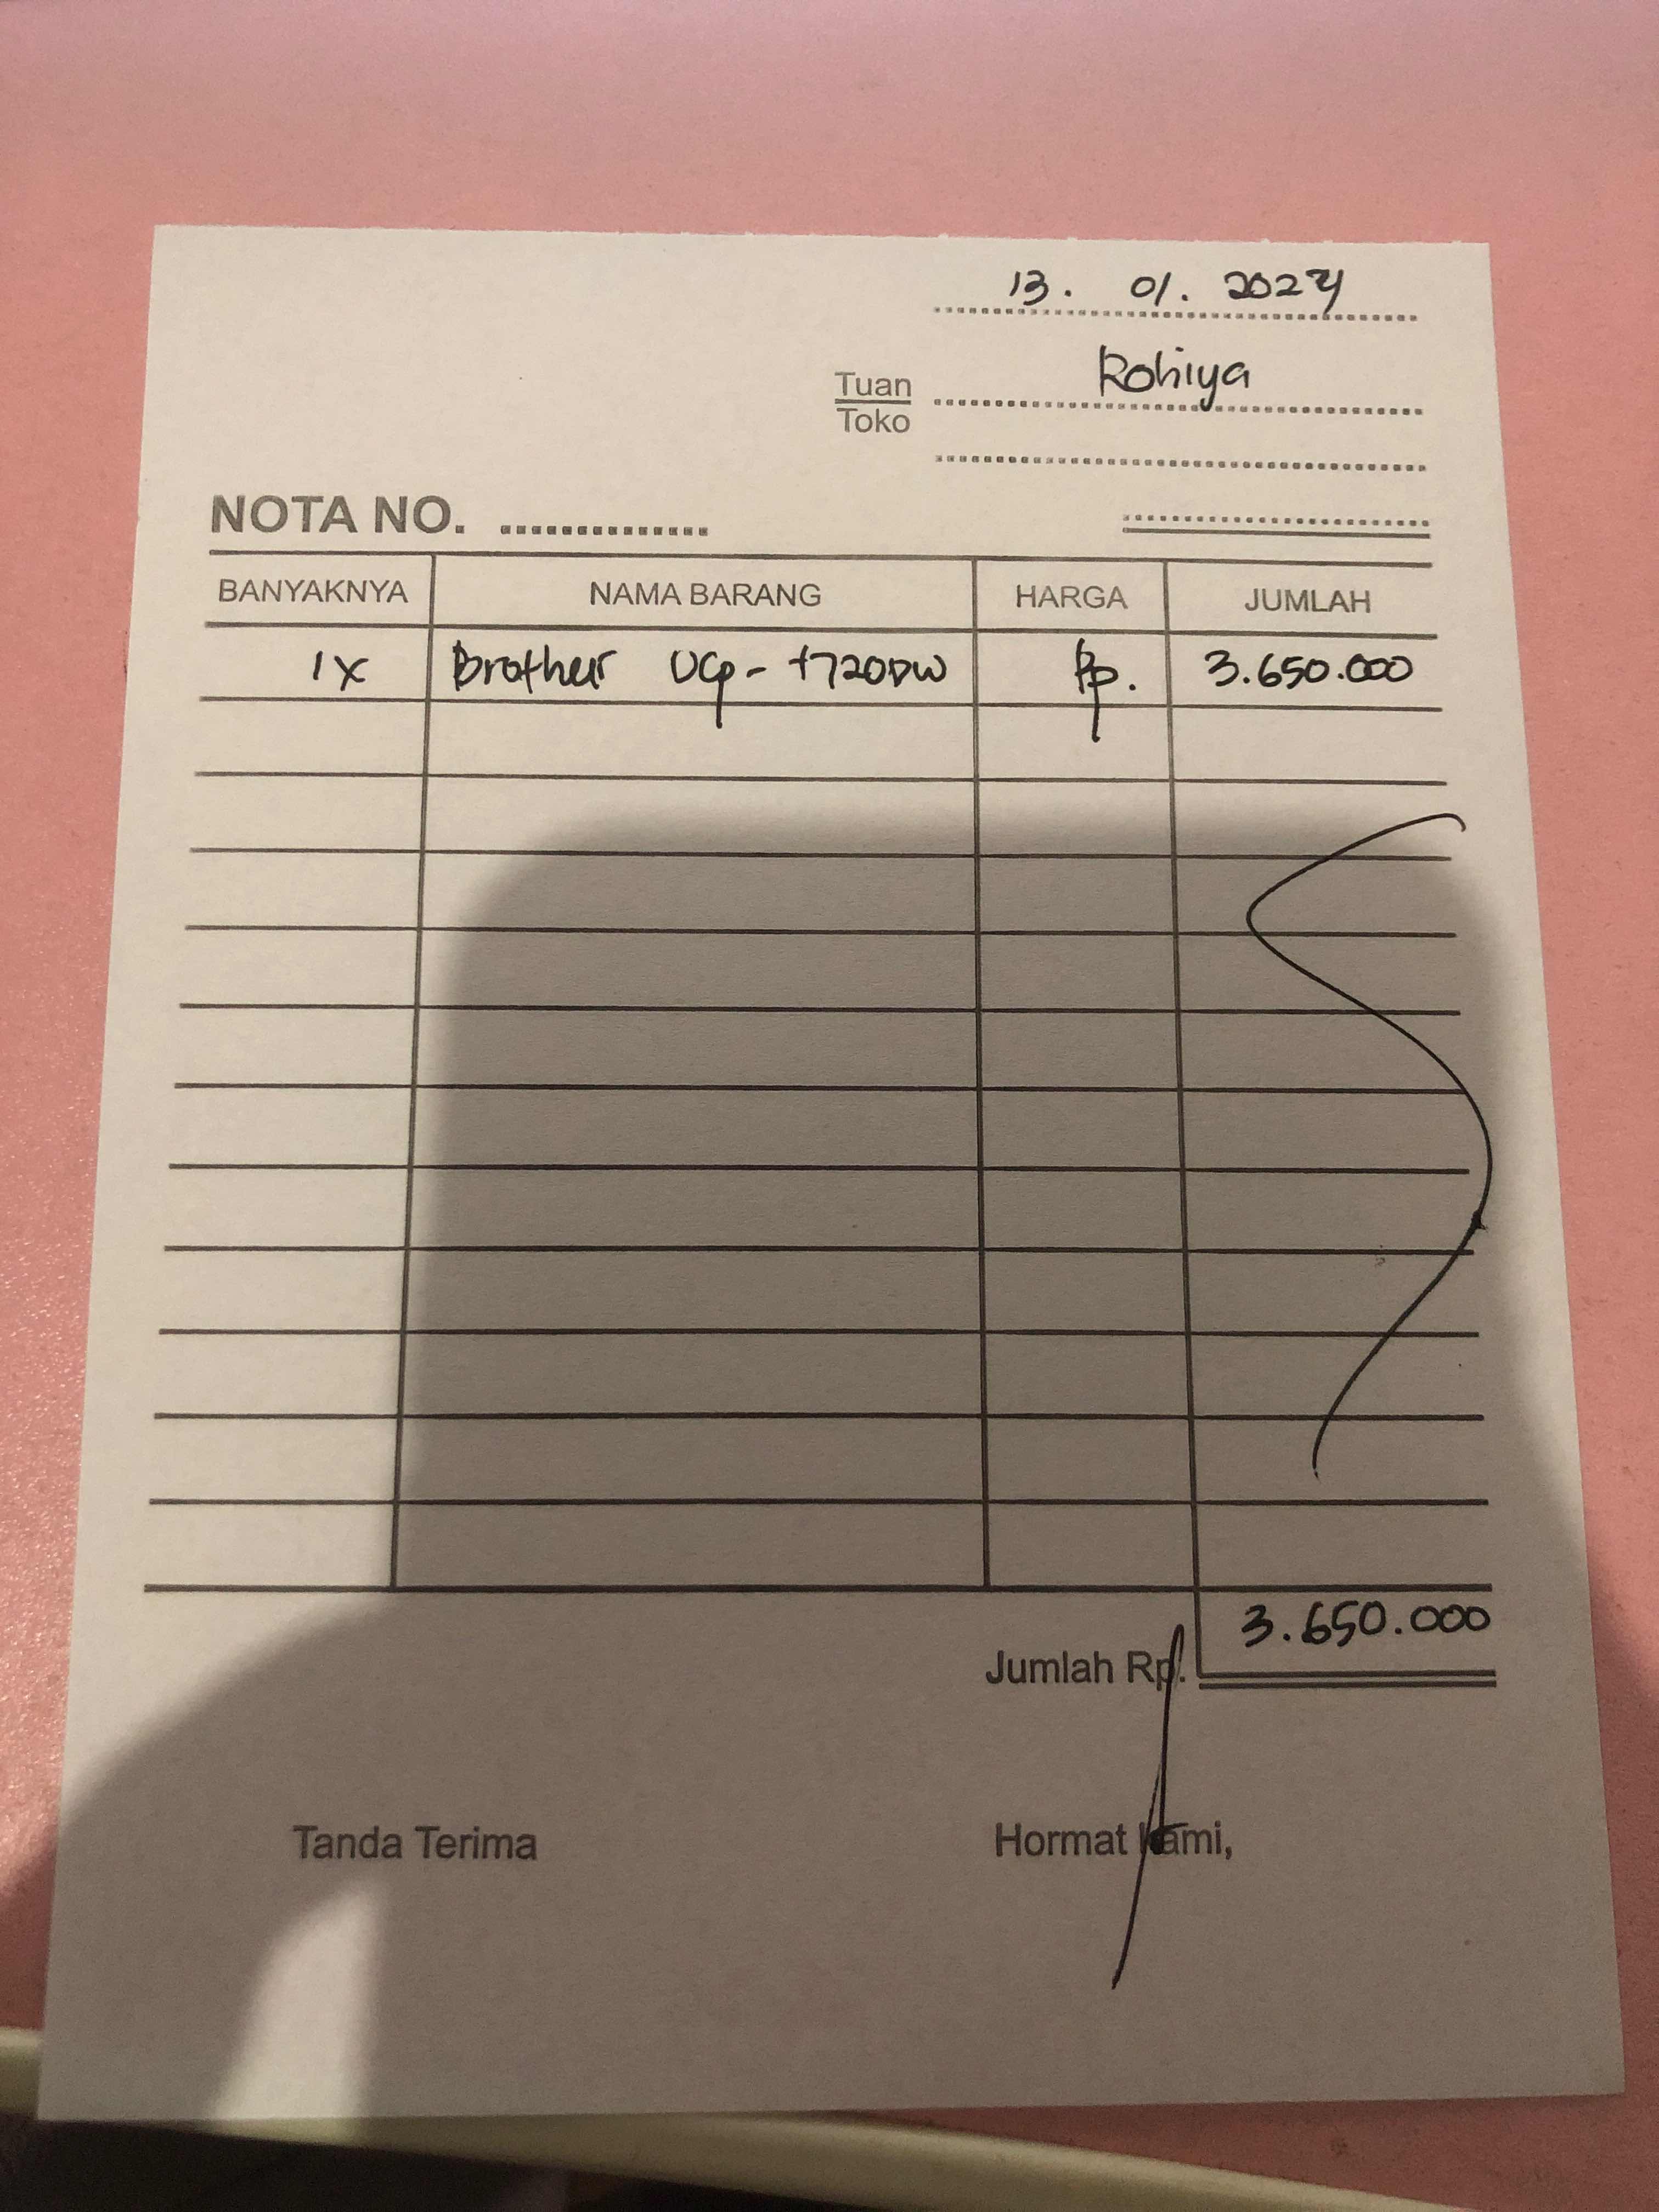 13. 01. 2024
Tuan Rohiya
Toko
NOTA NO.
BANYAKNYA NAMA BARANG HARGA JUMLAH
1x Brother DCp - t720DW Rp. 3.650.000
3.650.000
Jumlah Rp.
Tanda Terima Hormat kami,